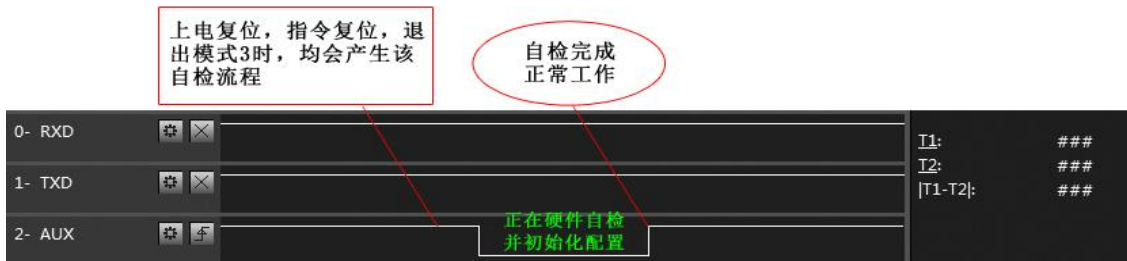 上电复位，指令复位，退
出模式3时，均会产生该
自检流程
自检完成
正常工作
0- RXD
1- TXD
2- AUX
正在硬件自检
并初始化配置
T1: ###
T2: ###
|T1-T2|: ###